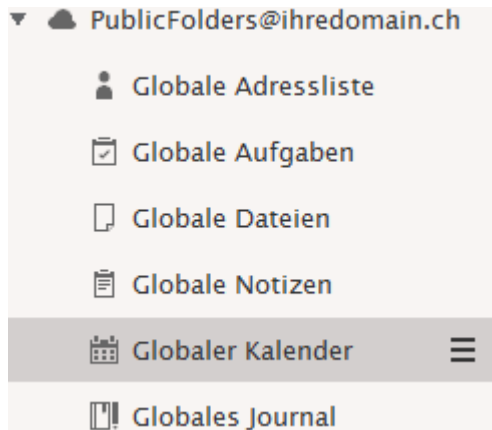 PublicFolders@ihredomain.ch
Globale Adressliste
Globale Aufgaben
Globale Dateien
Globale Notizen
Globaler Kalender
Globales Journal